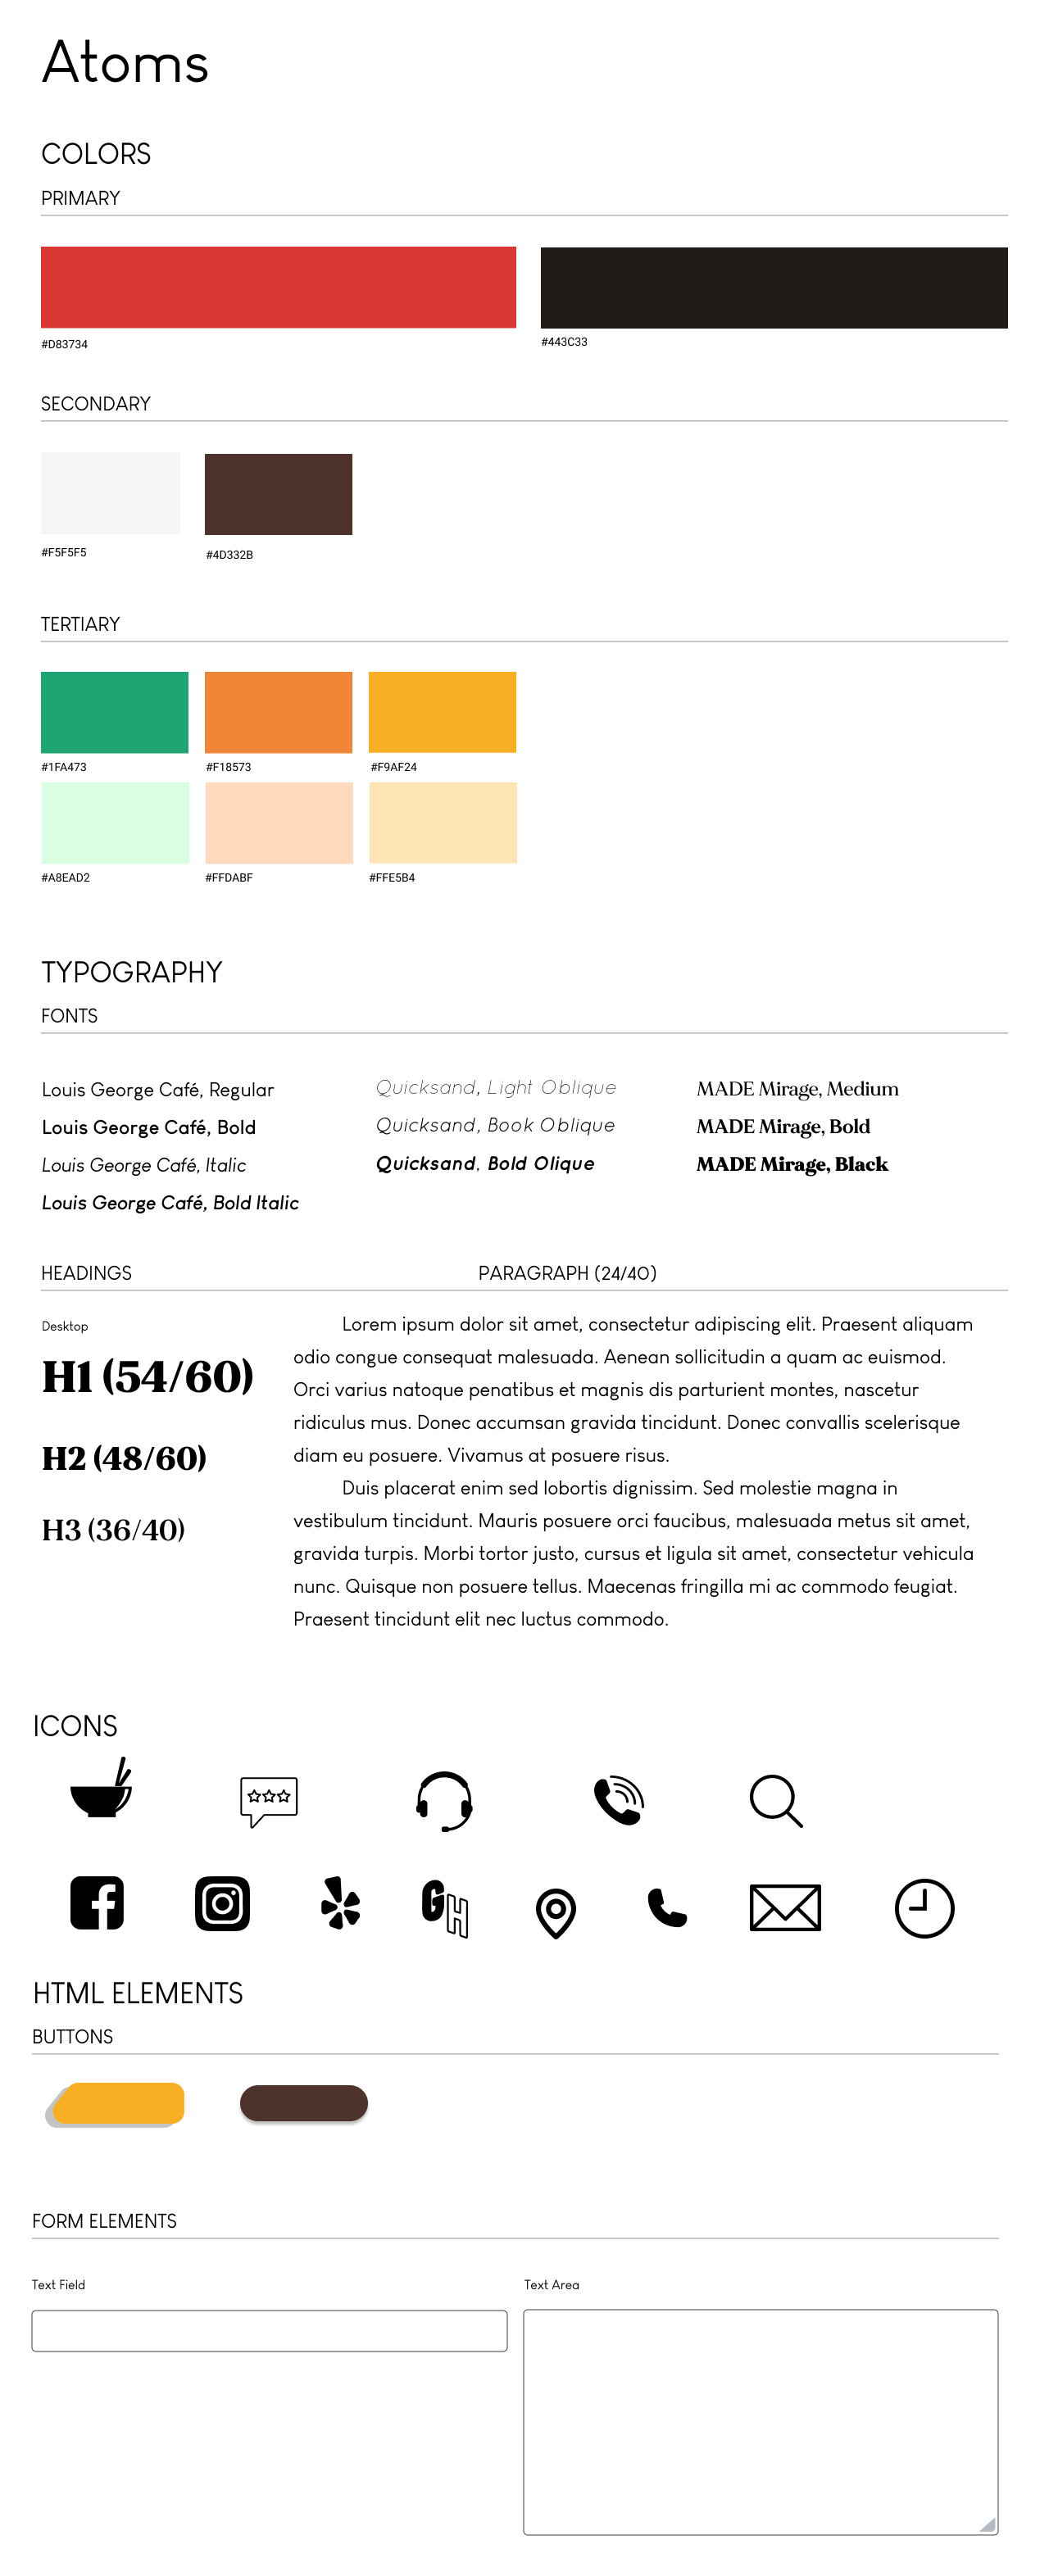 Atoms
COLORS
PRIMARY
#D83734
#443C33
SECONDARY
#F5F5F5
#4D332B
TERTIARY
#1FA473
#F18573
#F9AF24
#A8EAD2
#FFDABF
#FFE5B4
TYPOGRAPHY
FONTS
Louis George Café, Regular
Louis George Café, Bold
Louis George Café, Italic
Louis George Café, Bold Italic
Quicksand, Light Oblique
Quicksand, Book Oblique
Quicksand, Bold Olique
MADE Mirage, Medium
MADE Mirage, Bold
MADE Mirage, Black
HEADINGS
Desktop
H1 (54/60)
H2 (48/60)
H3 (36/40)
PARAGRAPH (24/40)
Lorem ipsum dolor sit amet, consectetur adipiscing elit. Praesent aliquam
odio congue consequat malesuada. Aenean sollicitudin a quam ac euismod.
Orci varius natoque penatibus et magnis dis parturient montes, nascetur
ridiculus mus. Donec accumsan gravida tincidunt. Donec convallis scelerisque
diam eu posuere. Vivamus at posuere risus.
Duis placerat enim sed lobortis dignissim. Sed molestie magna in
vestibulum tincidunt. Mauris posuere orci faucibus, malesuada metus sit amet,
gravida turpis. Morbi tortor justo, cursus et ligula sit amet, consectetur vehicula
nunc. Quisque non posuere tellus. Maecenas fringilla mi ac commodo feugiat.
Praesent tincidunt elit nec luctus commodo.
ICONS
GH
HTML ELEMENTS
BUTTONS
FORM ELEMENTS
Text Field
Text Area